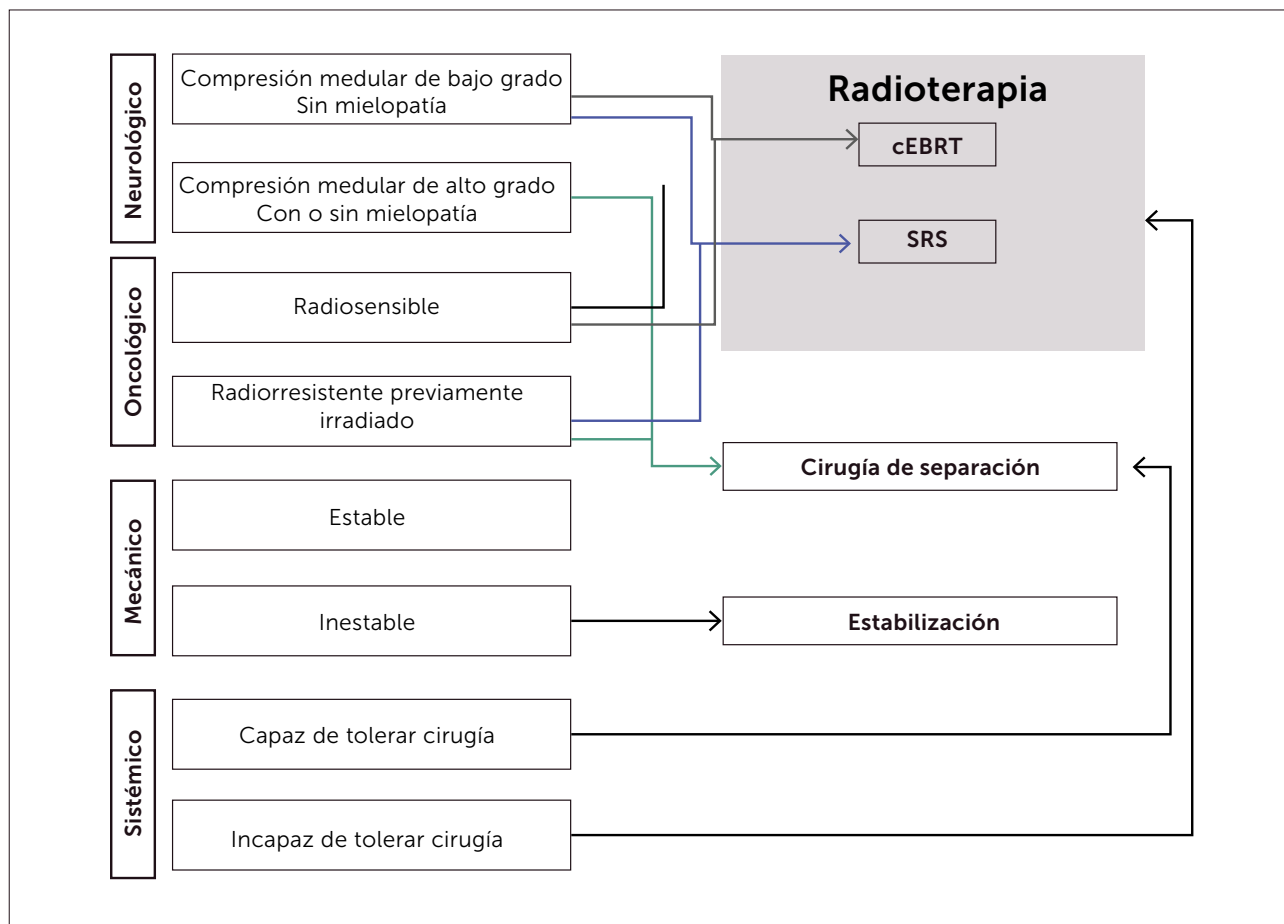 Neurológico
Compresión medular de bajo grado
Sin mielopatía
Compresión medular de alto grado
Con o sin mielopatía
Oncológico
Radiosensible
Radiorresistente previamente
irradiado
Mecánico
Estable
Inestable
Sistémico
Capaz de tolerar cirugía
Incapaz de tolerar cirugía
Radioterapia
cEBRT
SRS
Cirugía de separación
Estabilización